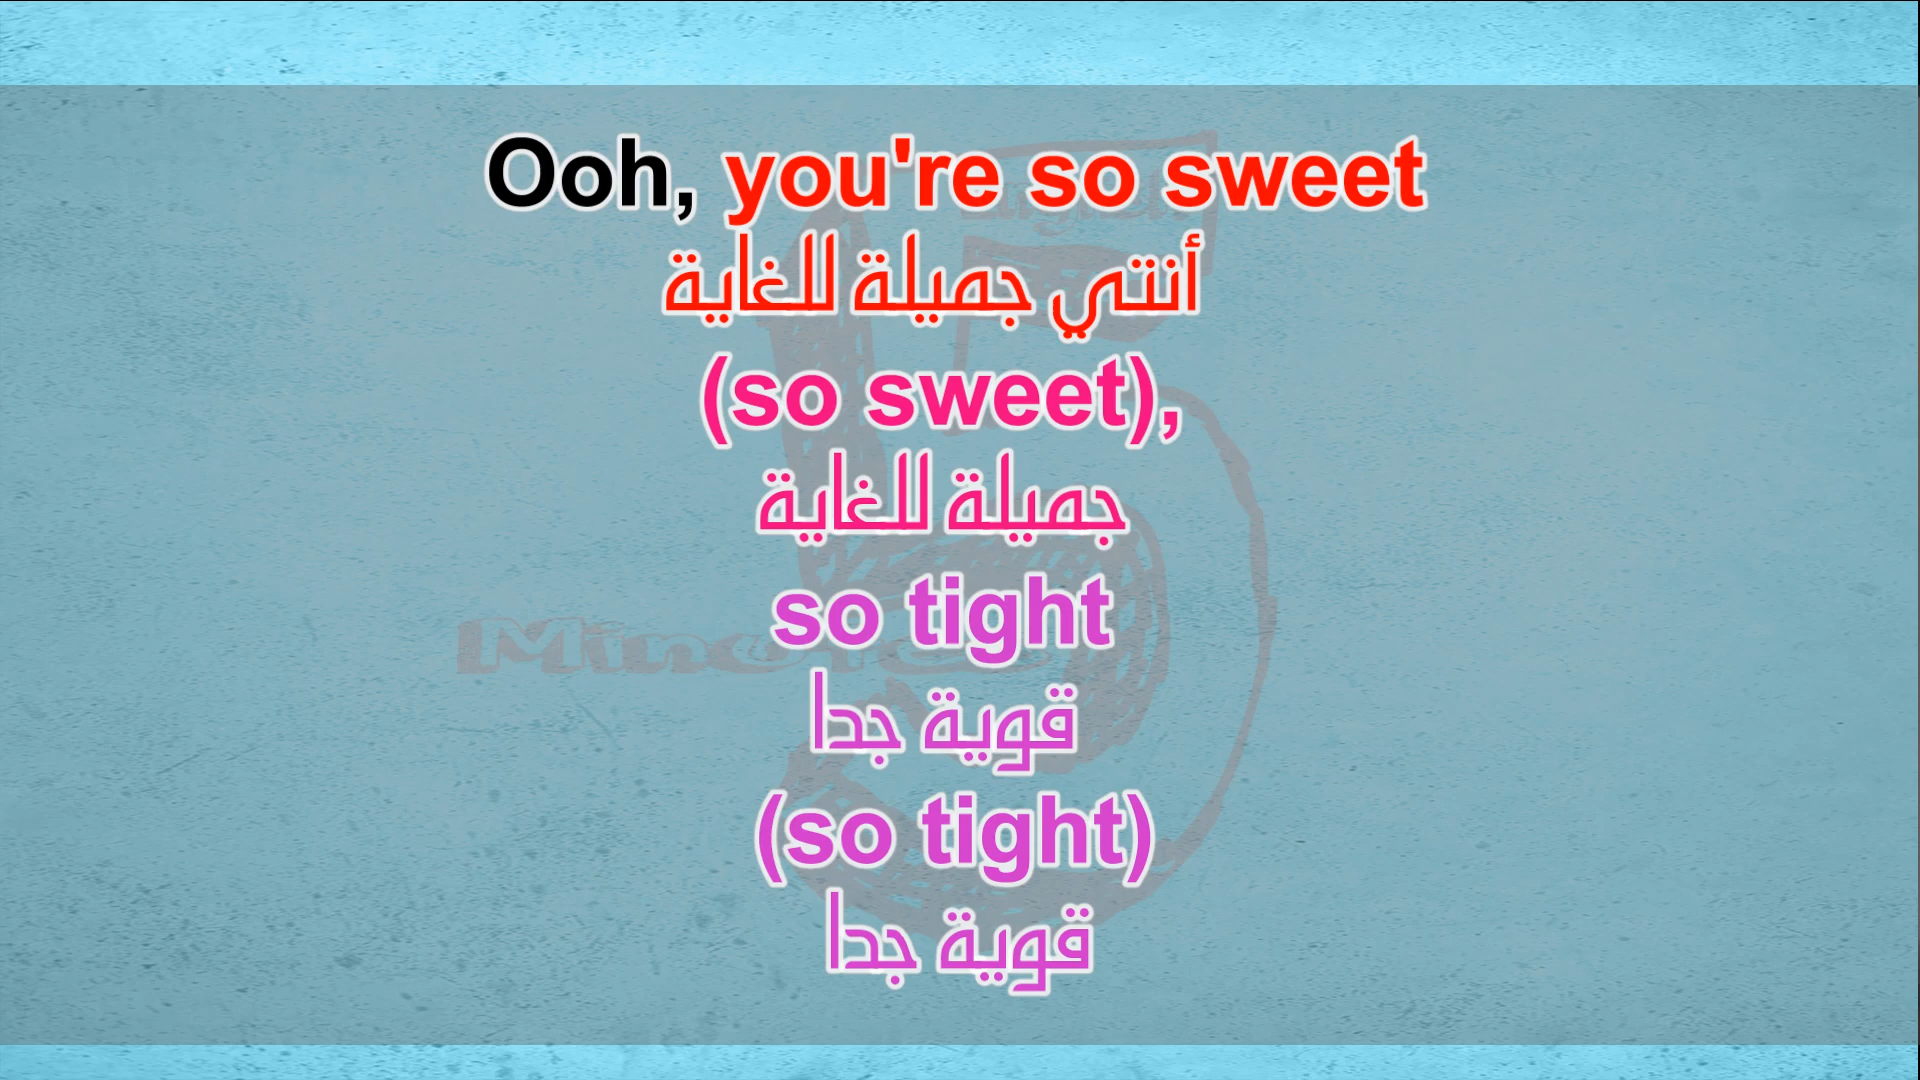 Ooh, you're so sweet
أنتي جميلة للغاية
(so sweet),
جميلة للغاية
so tight
قوية جدا
(so tight)
قوية جدا